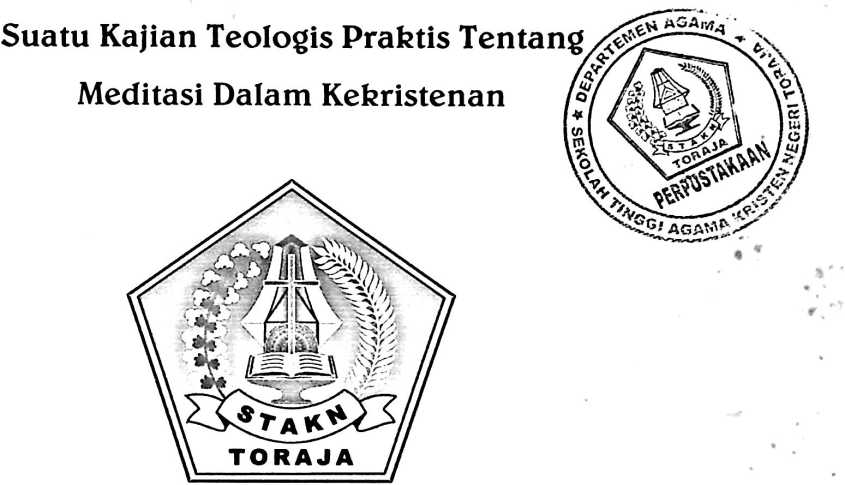 Suatu Kajian Teologis Praktis Tentang
Meditasi Dalam Kekristenan
★ DEPARTEMEN AGAMA ★
SEKOLAH TINGGI AGAMA KRISTEN NEGERI TORAJA
STAKN
TORAJA
PERPUSTAKAAN
STAKN
TORAJA